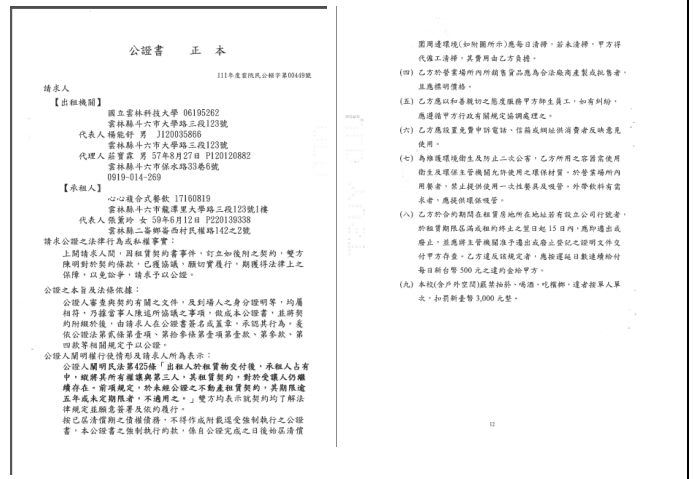 公證書　正　本
111年度雲院民公楷字第00449號
請求人
【出租機關】
國立雲林科技大學 06195262
雲林縣斗六市大學路三段123號
代表人 楊能舒 男 J120035866
雲林縣斗六市大學路三段123號
代理人 莊寶霖 男 57年8月27日 P120120882
雲林縣斗六市保永路33巷6號
0919-014-269
【承租人】
心心複合式餐飲 17160819
雲林縣斗六市龍潭里大學路三段123號1樓
代表人 張薰玲 女 59年6月12日 P220139338
雲林縣二崙鄉崙西村民權路142之2號
請求公證之法律行為或私權事實：
上開請求人間，因租賃契約書事件，訂立如後附之契約，雙方
陳明對於契約條款，已獲協議，願切實履行，期獲得法律上之
保障，以免訟爭，請求予以公證。
公證之本旨及法條依據：
公證人審查與契約有關之文件，及到場人之身分證明等，均屬
相符，乃據當事人陳述所協議之事項，做成本公證書，並將契
約附綴於後，由請求人在公證書簽名或蓋章，承認其行為。爰
依公證法第貳條第壹項、第拾參條第壹項第壹款、第參款、第
四款等相關規定予以公證。
公證人闡明權行使情形及請求人所為表示：
公證人闡明民法第425條「出租人於租賃物交付後，承租人占有
中，縱將其所有權讓與第三人，其租賃契約，對於受讓人仍繼
續存在。前項規定，於未經公證之不動產租賃契約，其期限逾
五年或未定期限者，不適用之。」雙方均表示就契約均了解法
律規定並願意簽署及依約履行。
按已屆清償期之債權債務，不得作成附載逕受強制執行之公證
書，本公證書之強制執行約款，係自公證完成之日後始屆清償
圍周邊環境(如附圖所示)應每日清掃，若未清掃，甲方得
代僱工清掃，其費用由乙方負擔。
(四) 乙方於營業場所內所銷售貨品應為合法廠商產製或批售者，
且應標明價格。
(五) 乙方應以和善親切之態度服務甲方師生員工，如有糾紛，
應遵循甲方行政有關規定協調處理之。
(六) 乙方應設置免費申訴電話、信箱或網址供消費者反映意見
使用。
(七) 為維護環境衛生及防止二次公害，乙方所用之容器需使用
衛生及環保主管機關允許使用之環保材質。於營業場所內
用餐者，禁止提供使用一次性餐具及吸管，外帶飲料有需
求者，應提供環保吸管。
(八) 乙方於合約期間在租賃房地所在地址若有設立公司行號者，
於租賃期限屆滿或租約終止之翌日起 15 日內，應即遷出或
廢止，並應將主管機關准予遷出或廢止登記之證明文件交
付甲方存查。乙方違反該規定者，應按遲延日數連續給付
每日新台幣 500 元之違約金給甲方。
(九) 本校(含戶外空間)嚴禁抽菸、喝酒、吃檳榔，違者按單人單
次，扣罰新臺幣 3,000 元整。
12